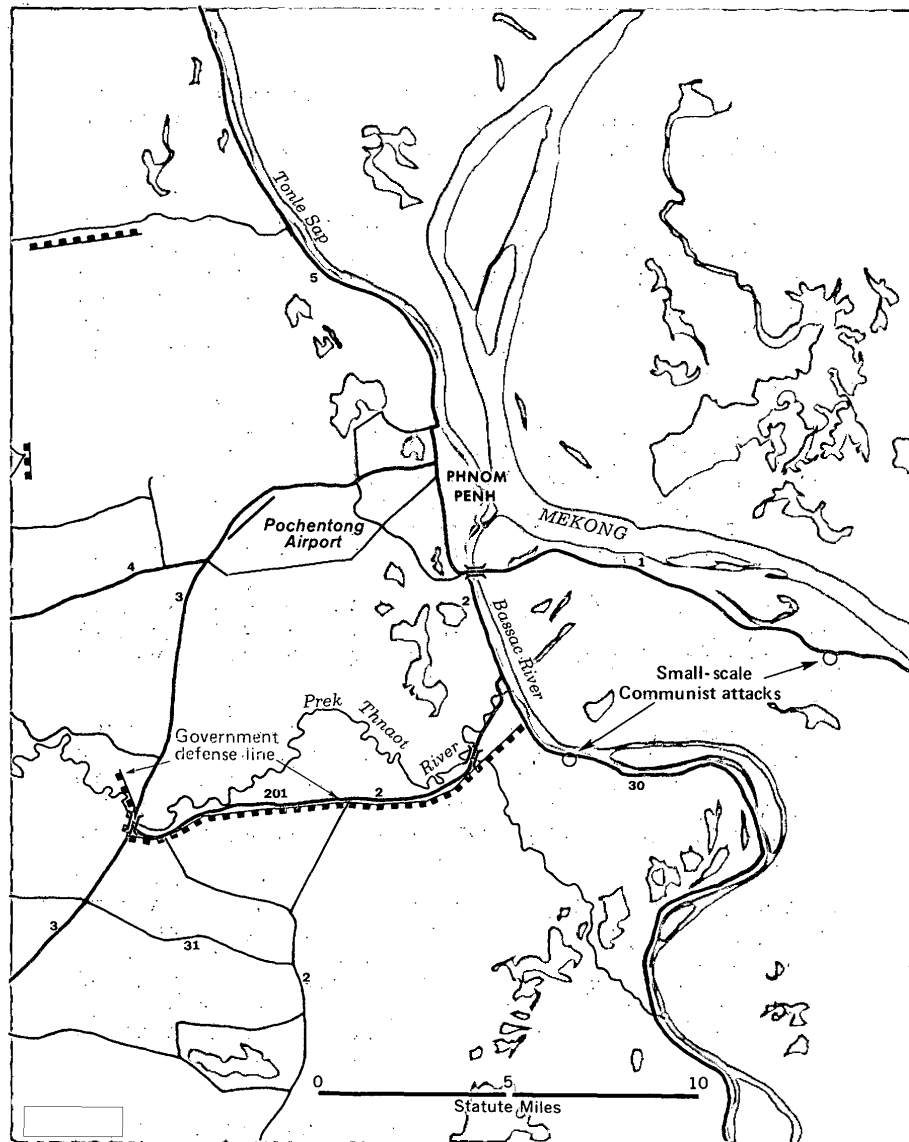 Tonle Sap
5
PHNOM
PENH
MEKONG
Pochentong
Airport
1
4
3
2
Bassac River
Small-scale
Communist attacks
Prek Thnaot River
Government
defense line
201
2
30
3
31
2
0 5 10
Statute Miles